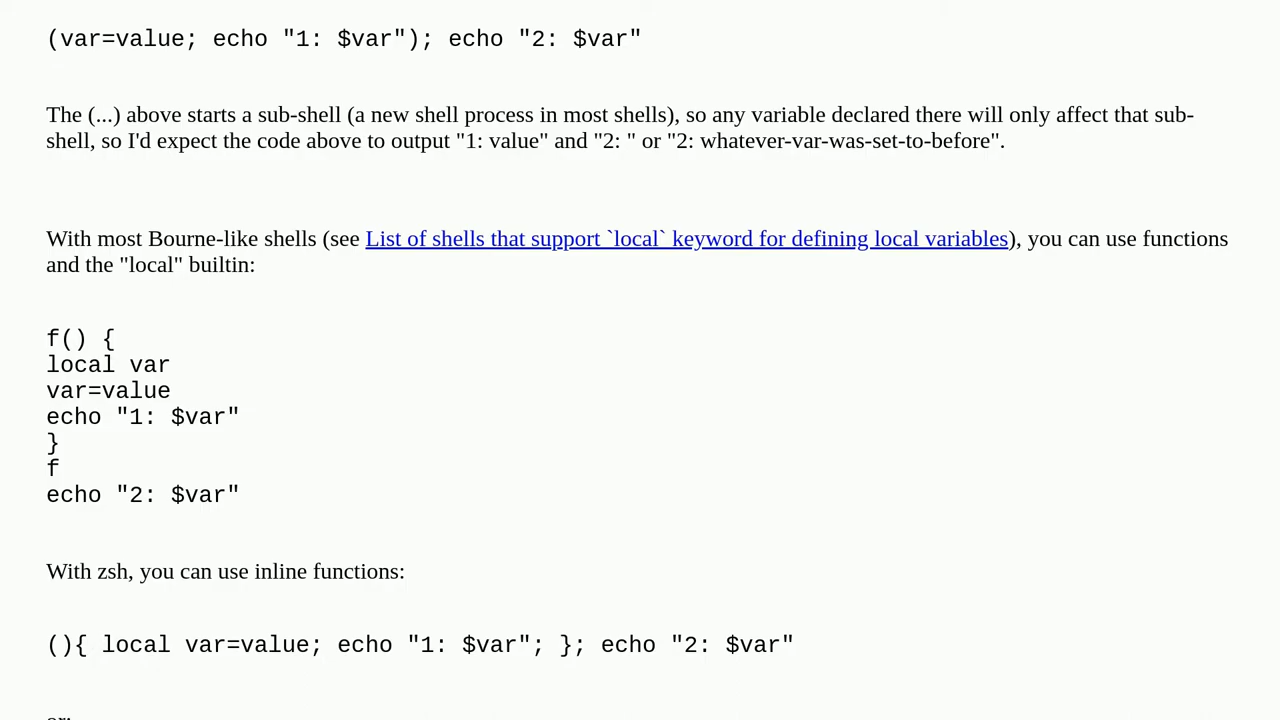 (var=value; echo "1: $var"); echo "2: $var"
The (...) above starts a sub-shell (a new shell process in most shells), so any variable declared there will only affect that sub-
shell, so I'd expect the code above to output "1: value" and "2: " or "2: whatever-var-was-set-to-before".
With most Bourne-like shells (see List of shells that support `local` keyword for defining local variables), you can use functions
and the "local" builtin:
f() {
local var
var=value
echo "1: $var"
}
f
echo "2: $var"
With zsh, you can use inline functions:
(){ local var=value; echo "1: $var"; }; echo "2: $var"
or: